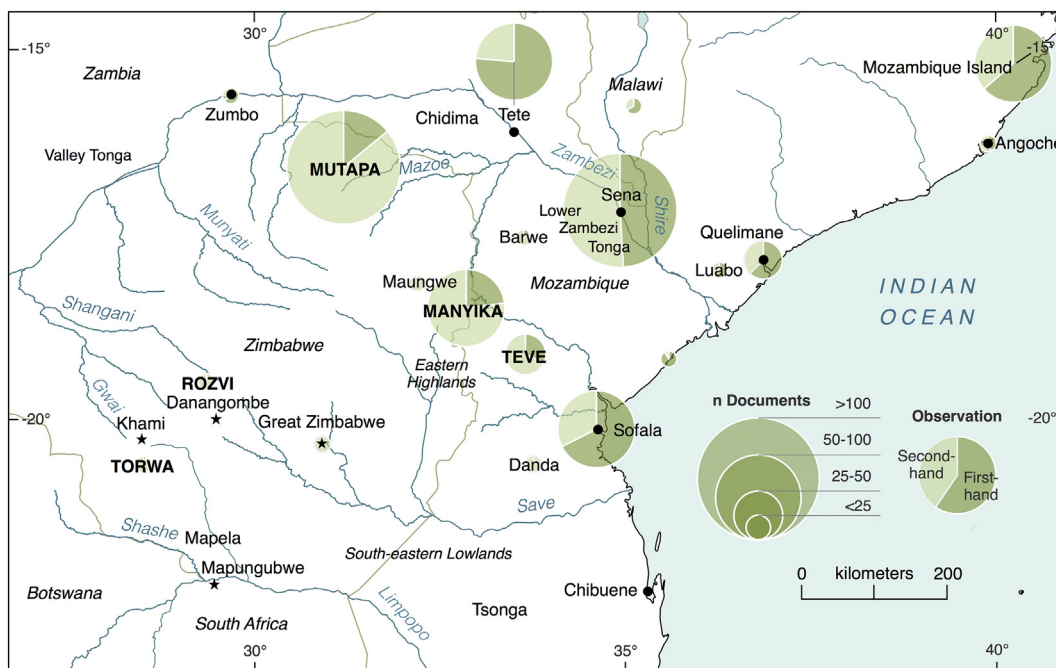 30°
40°
-15°
-15°
Zambia
Mozambique Island
Malawi
Zumbo
Chidima
Tete
Angoche
Valley Tonga
MUTAPA
Mazoe
Zambezi
Sena
Shire
Lower
Zambezi
Tonga
Munyati
Barwe
Quelimane
Luabo
Maungwe
Mozambique
INDIAN
OCEAN
MANYIKA
Shangani
Zimbabwe
TEVE
Eastern
Highlands
ROZVI
Danangombe
Gwai
Khami
Great Zimbabwe
-20°
-20°
n Documents
>100
50-100
25-50
<25
Observation
Second-
hand
First-
hand
Sofala
TORWA
Danda
Save
Shashe
Mapela
South-eastern Lowlands
Mapungubwe
Chibuene
0 kilometers 200
Botswana
Limpopo
Tsonga
South Africa
30°
35°
40°